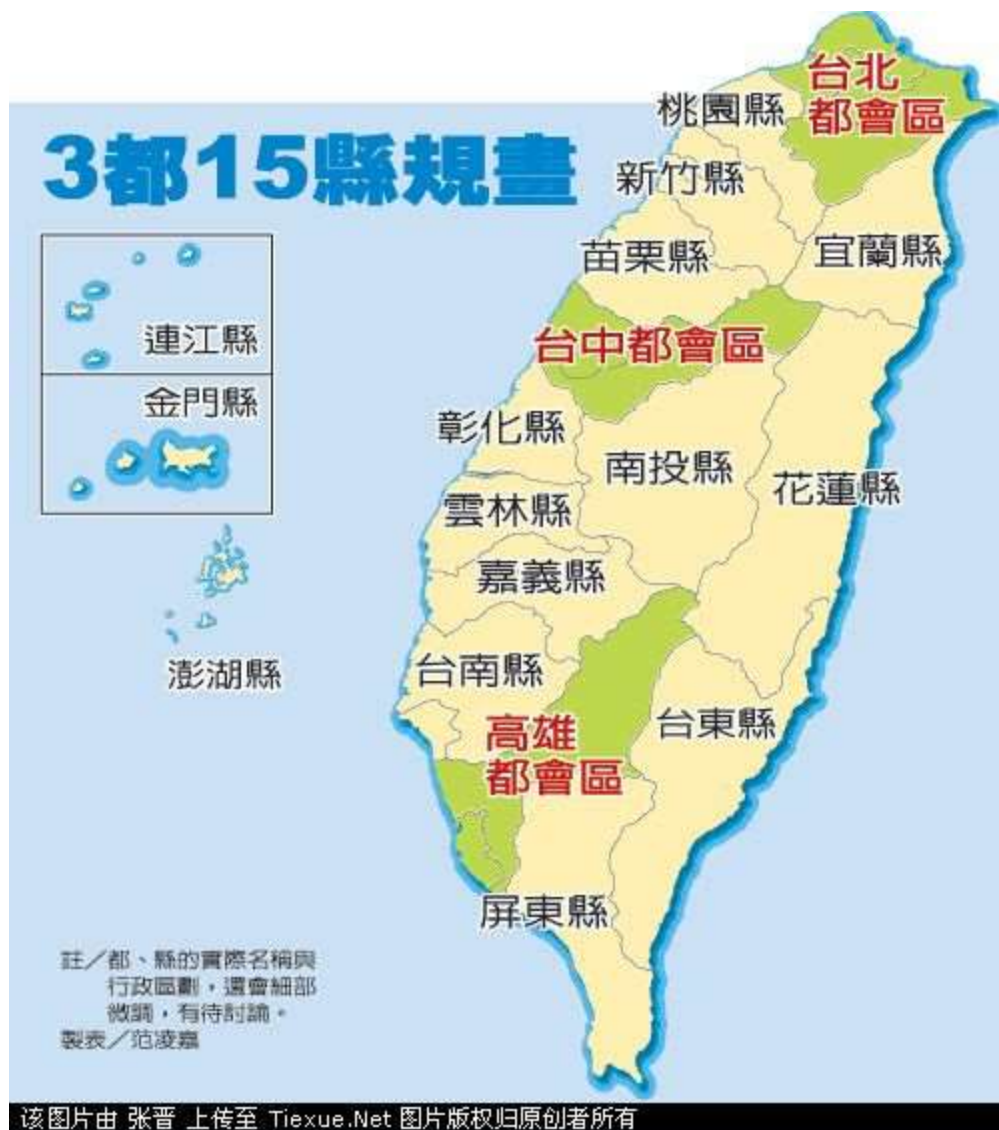 3都15縣規畫
台北
都會區
桃園縣
新竹縣
苗栗縣
宜蘭縣
連江縣
台中都會區
金門縣
彰化縣
南投縣
花蓮縣
雲林縣
嘉義縣
澎湖縣
台南縣
高雄
都會區
台東縣
屏東縣
註／都、縣的實際名稱與
行政區劃，還會細部
微調，有待討論。
製表／范凌嘉
该图片由 张晋 上传至 Tiexue.Net 图片版权归原创者所有